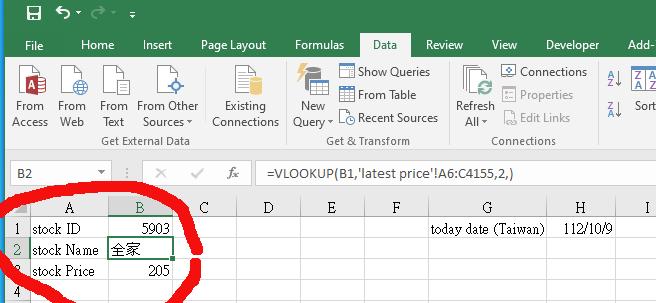 File Home Insert Page Layout Formulas Data Review View Developer Add-
From Access
From Web
From Text
From Other Sources
Existing Connections
Get External Data
New Query
Show Queries
From Table
Recent Sources
Get & Transform
Refresh All
Connections
Properties
Edit Links
Connections
A Z
Z A
Z A
A Z
Sort
B2 fx =VLOOKUP(B1,'latest price'!A6:C4155,2,)
A B C D E F G H I
1 stock ID 5903 today date (Taiwan) 112/10/9
2 stock Name 全家
3 stock Price 205
4